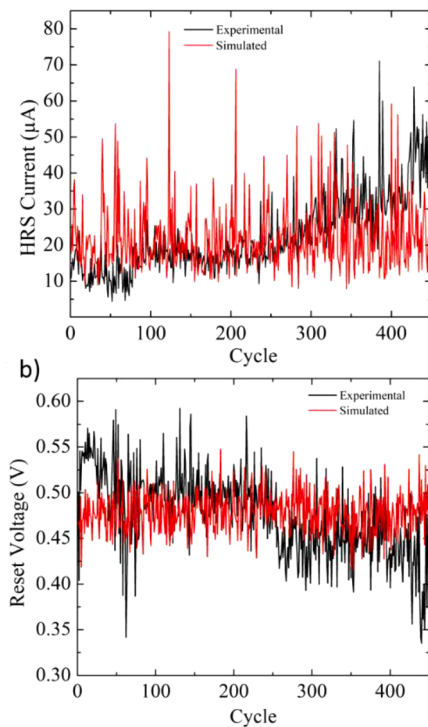 80
70
60
50
40
30
20
10
HRS Current (μA)
Experimental
Simulated
0
100
200
300
400
Cycle
b)
0.60
0.55
0.50
0.45
0.40
0.35
0.30
Reset Voltage (V)
Experimental
Simulated
0
100
200
300
400
Cycle